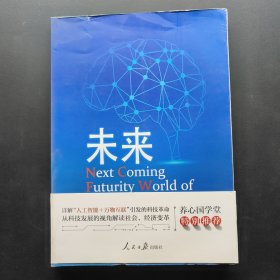 未来
Next Coming
Futurity World of
详解“人工智能+万物互联”引发的科技革命
从科技发展的视角解读社会、经济变革
养心国学堂
特别推荐
人民日报出版社